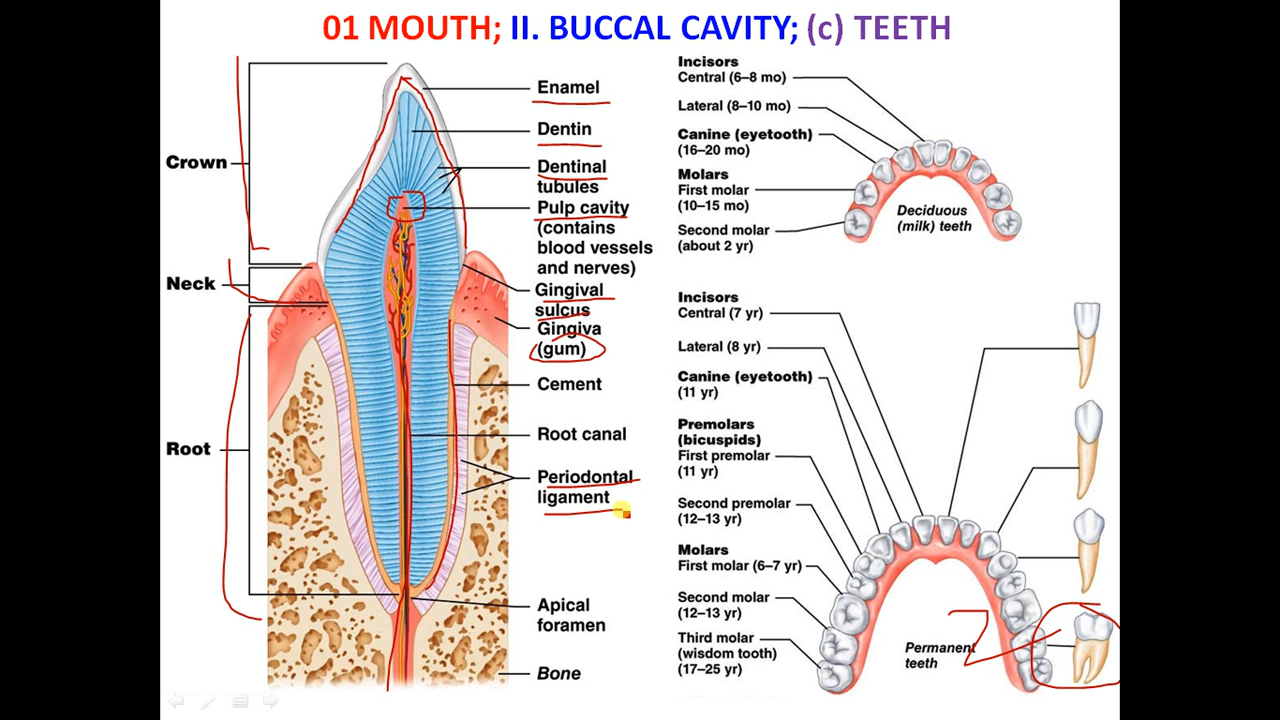 01 MOUTH; II. BUCCAL CAVITY; (c) TEETH
Crown
Neck
Root
Enamel
Dentin
Dentinal
tubules
Pulp cavity
(contains
blood vessels
and nerves)
Gingival
sulcus
Gingiva
(gum)
Cement
Root canal
Periodontal
ligament
Apical
foramen
Bone
Incisors
Central (6–8 mo)
Lateral (8–10 mo)
Canine (eyetooth)
(16–20 mo)
Molars
First molar
(10–15 mo)
Second molar
(about 2 yr)
Deciduous
(milk) teeth
Incisors
Central (7 yr)
Lateral (8 yr)
Canine (eyetooth)
(11 yr)
Premolars
(bicuspids)
First premolar
(11 yr)
Second premolar
(12–13 yr)
Molars
First molar (6–7 yr)
Second molar
(12–13 yr)
Third molar
(wisdom tooth)
(17–25 yr)
Permanent
teeth